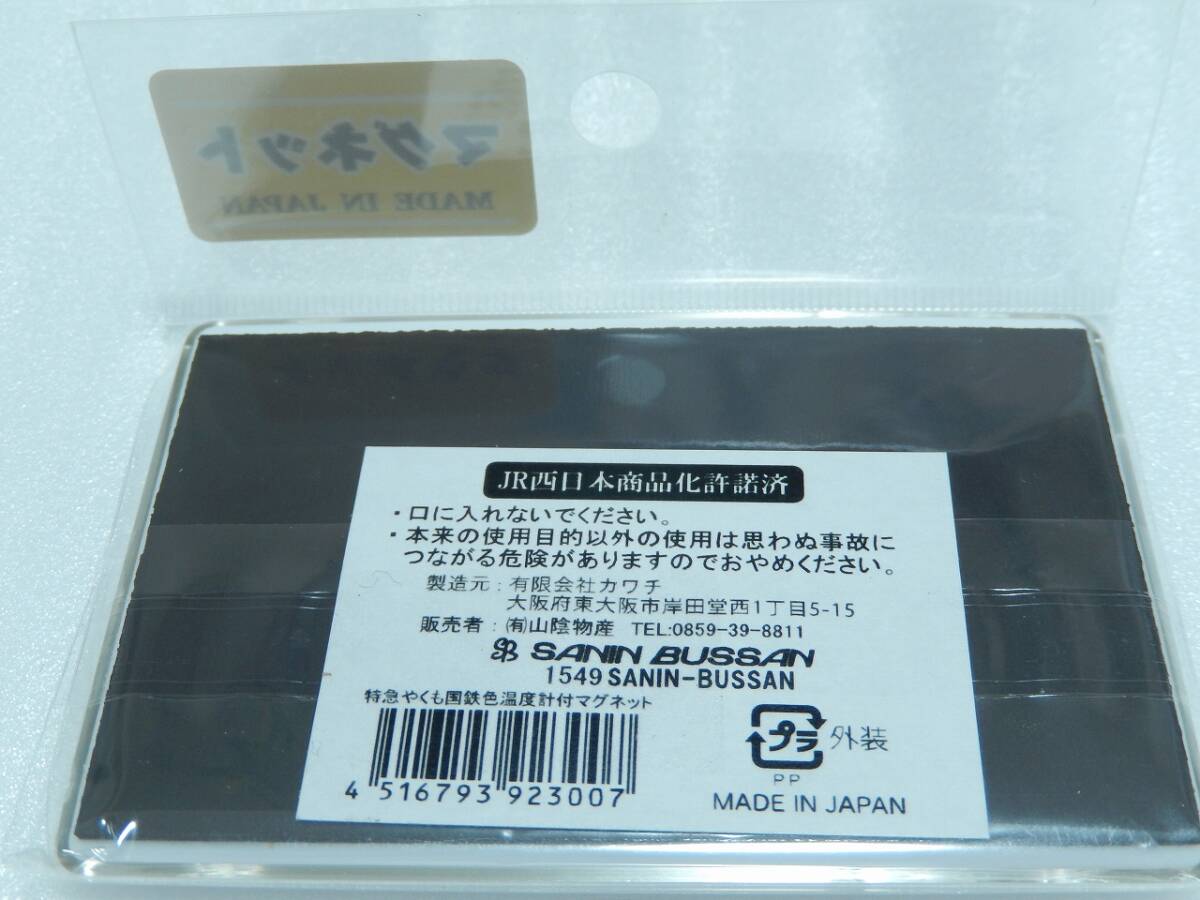 マグネット
MADE IN JAPAN
JR西日本商品化許諾済
・口に入れないでください。
・本来の使用目的以外の使用は思わぬ事故に
つながる危険がありますのでおやめください。
製造元：有限会社カワチ
大阪府東大阪市岸田堂西1丁目5-15
販売者：㈲山陰物産 TEL:0859-39-8811
SB SANIN BUSSAN
1549 SANIN-BUSSAN
特急やくも国鉄色温度計付マグネット
4 516793 923007
プラ 外装
PP
MADE IN JAPAN